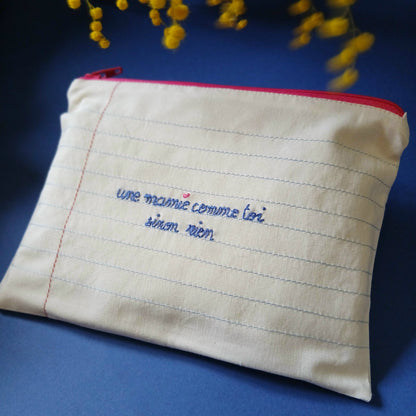 une mamie comme toi
sinon rien